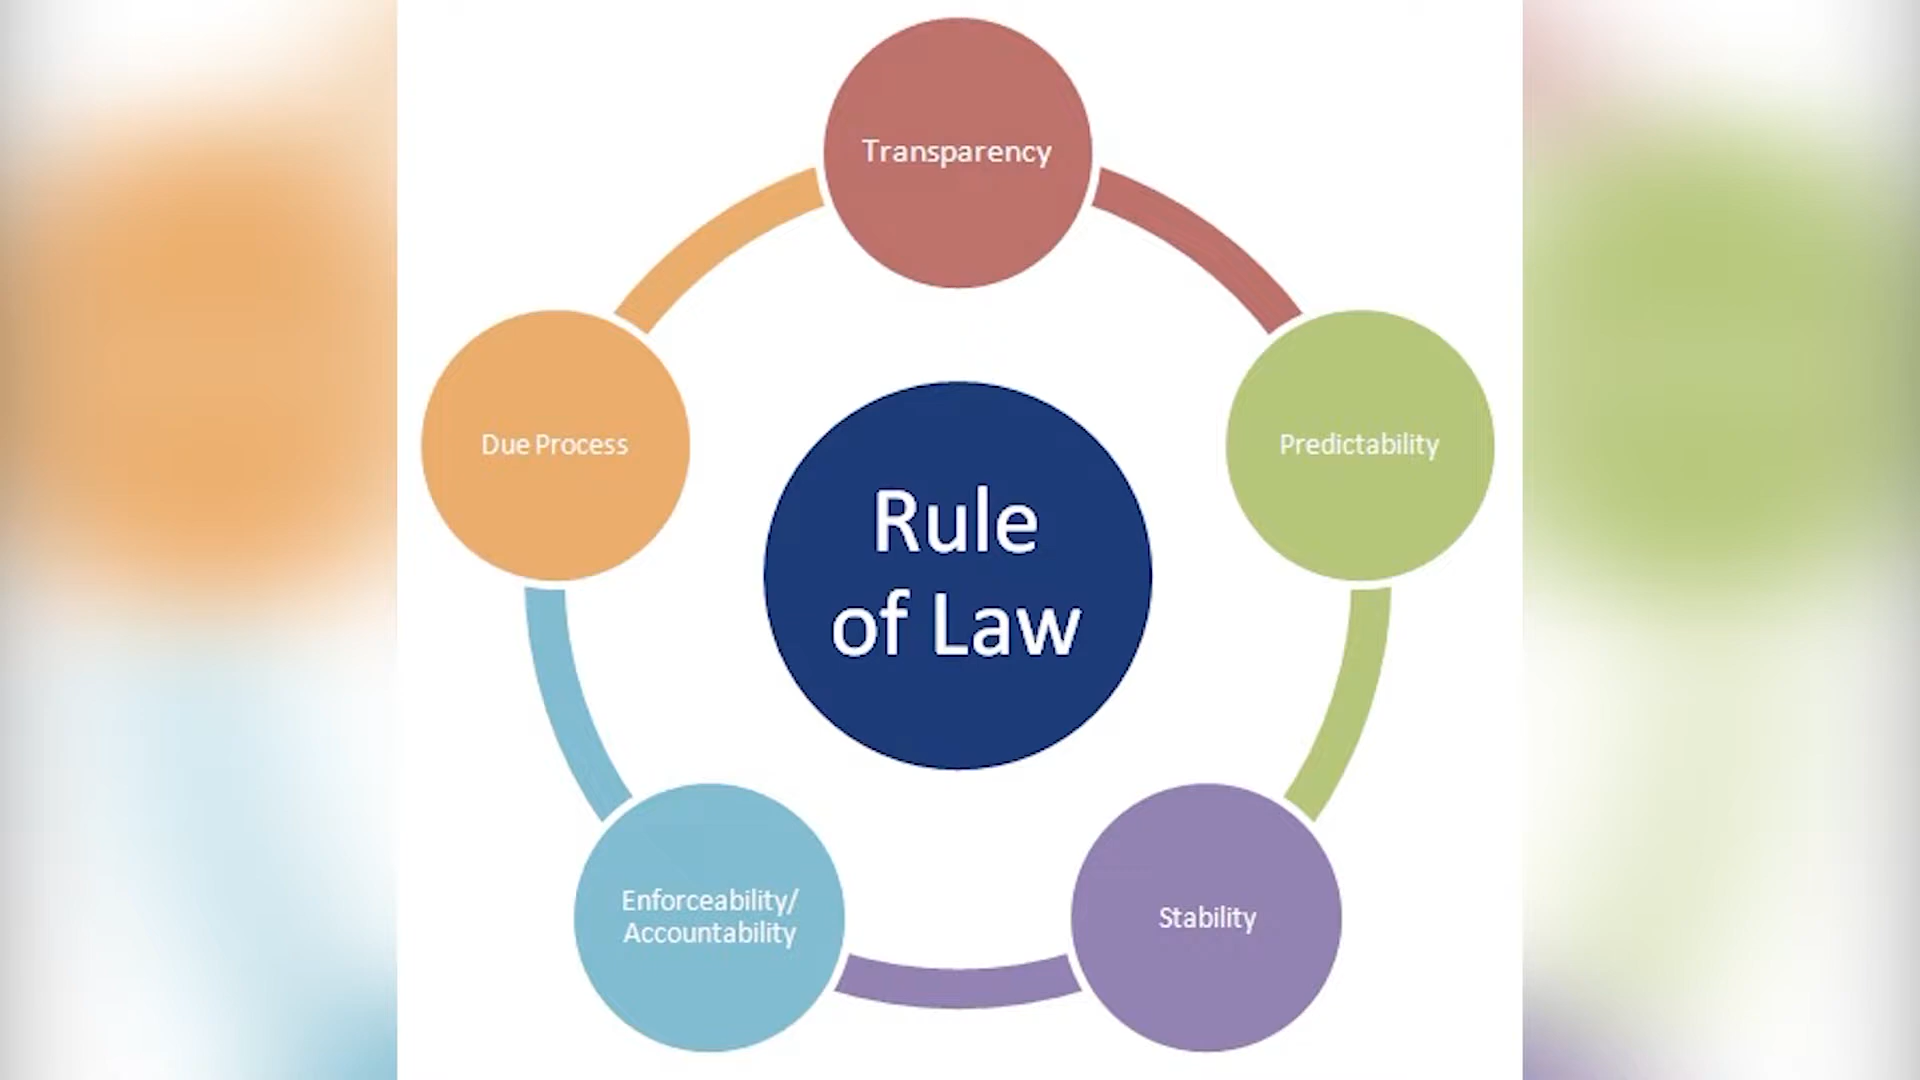 Transparency
Due Process
Predictability
Rule
of Law
Enforceability/
Accountability
Stability